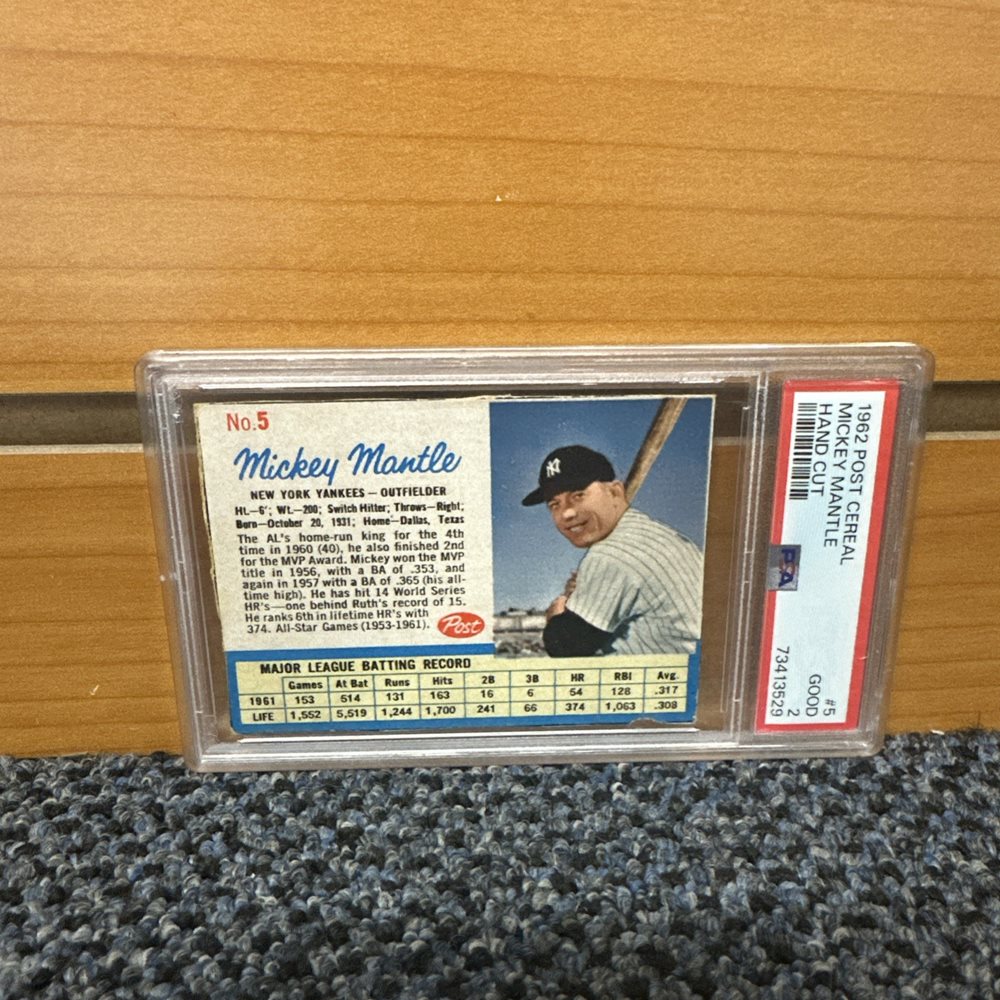 No.5
Mickey Mantle
NEW YORK YANKEES — OUTFIELDER
Ht.—6'; Wt.—200; Switch Hitter; Throws—Right;
Born—October 20, 1931; Home—Dallas, Texas
The AL's home-run king for the 4th
time in 1960 (40), he also finished 2nd
for the MVP Award. Mickey won the MVP
title in 1956, with a BA of .353, and
again in 1957 with a BA of .365 (his all-
time high). He has hit 14 World Series
HR's—one behind Ruth's record of 15.
He ranks 6th in lifetime HR's with
374. All-Star Games (1953-1961).
Post
NY
MAJOR LEAGUE BATTING RECORD
Games At Bat Runs Hits 2B 3B HR RBI Avg.
1961 153 514 131 163 16 6 54 128 .317
LIFE 1,552 5,519 1,244 1,700 241 66 374 1,063 .308
1962 POST CEREAL #5
MICKEY MANTLE GOOD
HAND CUT 2
PSA 73413529